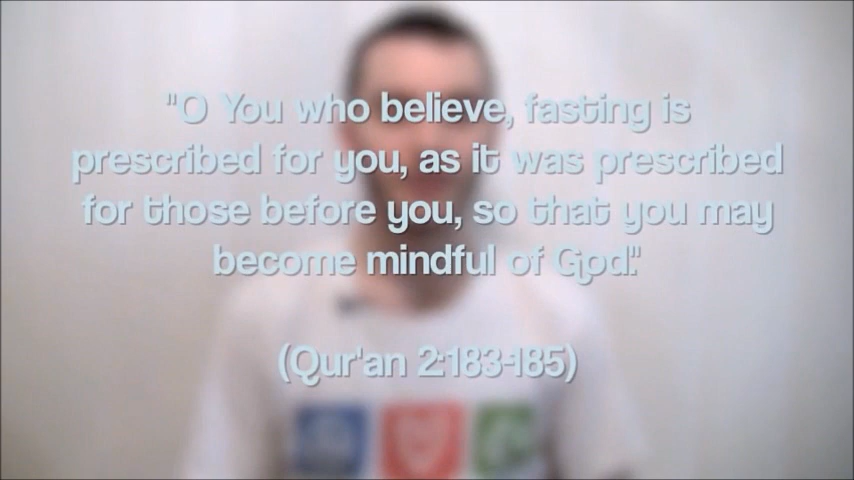 "O You who believe, fasting is
prescribed for you, as it was prescribed
for those before you, so that you may
become mindful of God."
(Qur'an 2:183-185)